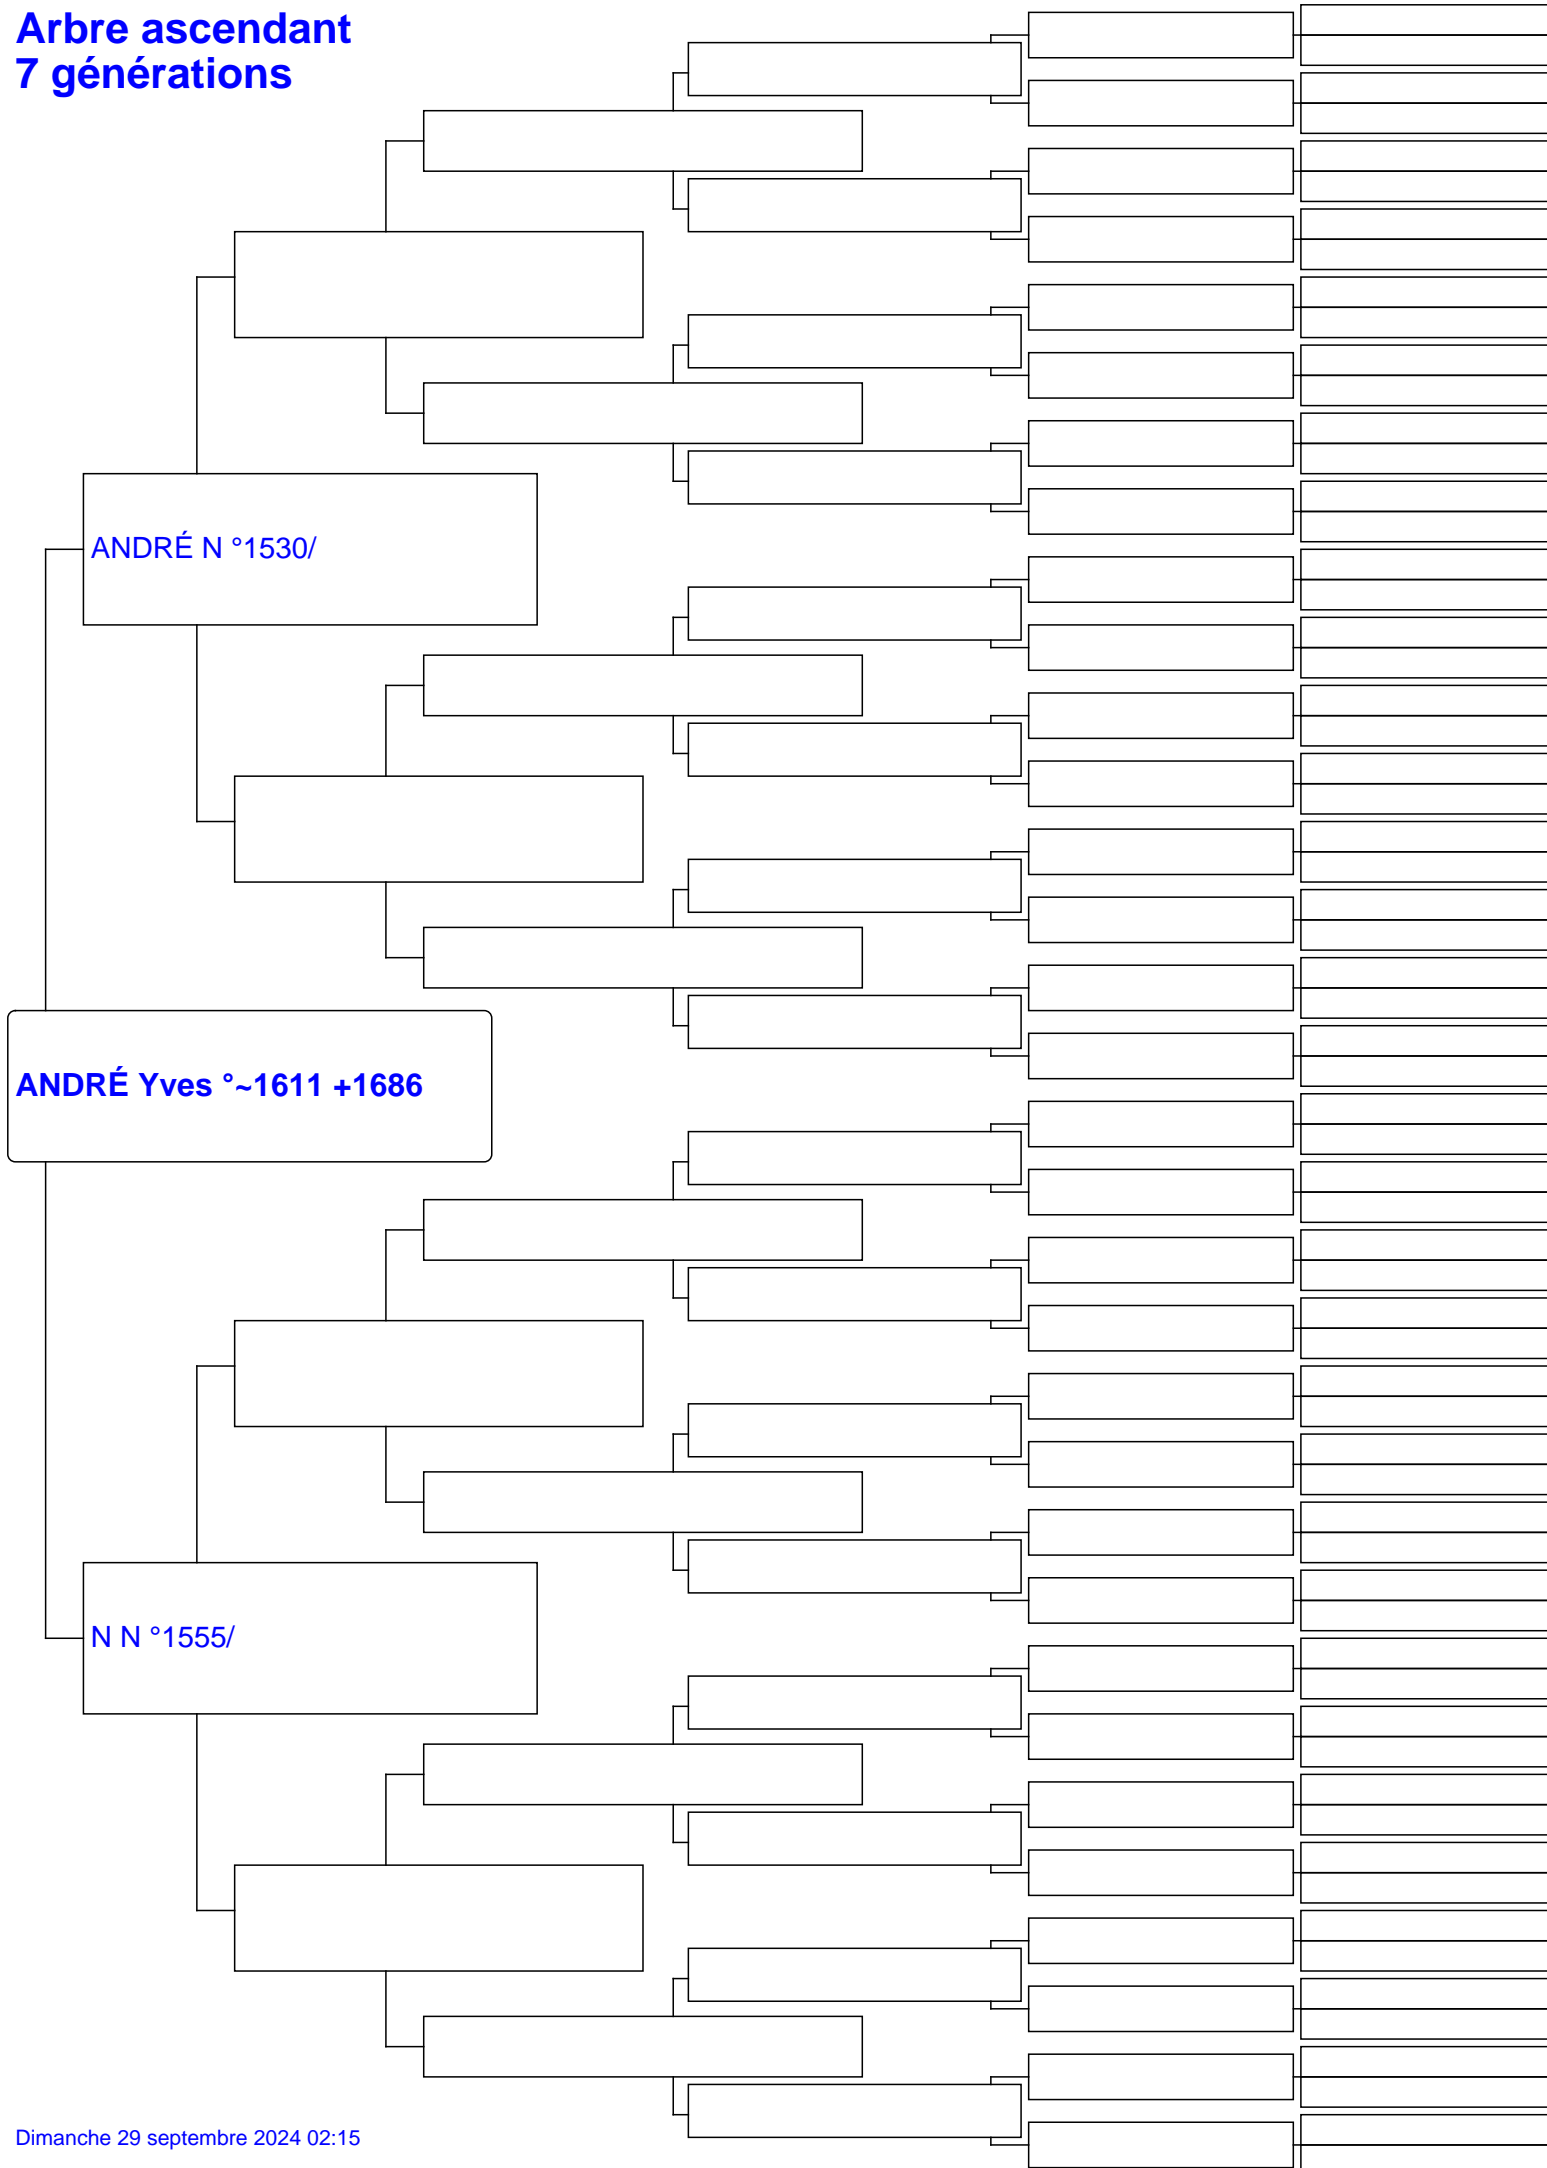 Arbre ascendant
7 générations
ANDRÉ N °1530/
ANDRÉ Yves °~1611 +1686
N N °1555/
Dimanche 29 septembre 2024 02:15